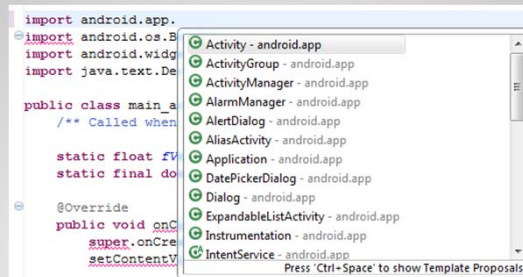 import android.app.
import android.os.B
import android.widg
import java.text.De
public class main_a
/** Called when
static float fV
static final do
@Override
public void onC
super.onCre
setContentV
Activity - android.app
ActivityGroup - android.app
ActivityManager - android.app
AlarmManager - android.app
AlertDialog - android.app
AliasActivity - android.app
Application - android.app
DatePickerDialog - android.app
Dialog - android.app
ExpandableListActivity - android.app
Instrumentation - android.app
IntentService - android.app
Press 'Ctrl+Space' to show Template Proposals